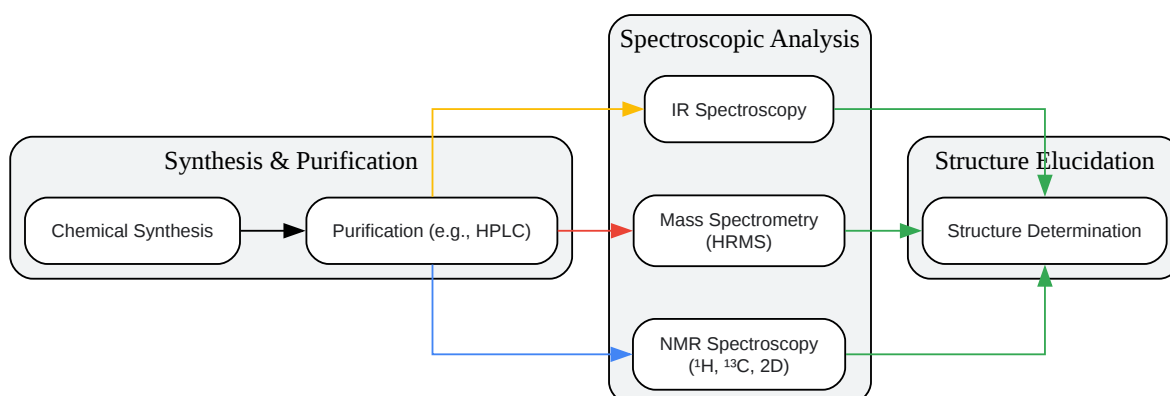 Spectroscopic Analysis
IR Spectroscopy
Synthesis & Purification
Structure Elucidation
Chemical Synthesis
Purification (e.g., HPLC)
Mass Spectrometry
(HRMS)
Structure Determination
NMR Spectroscopy
(¹H, ¹³C, 2D)